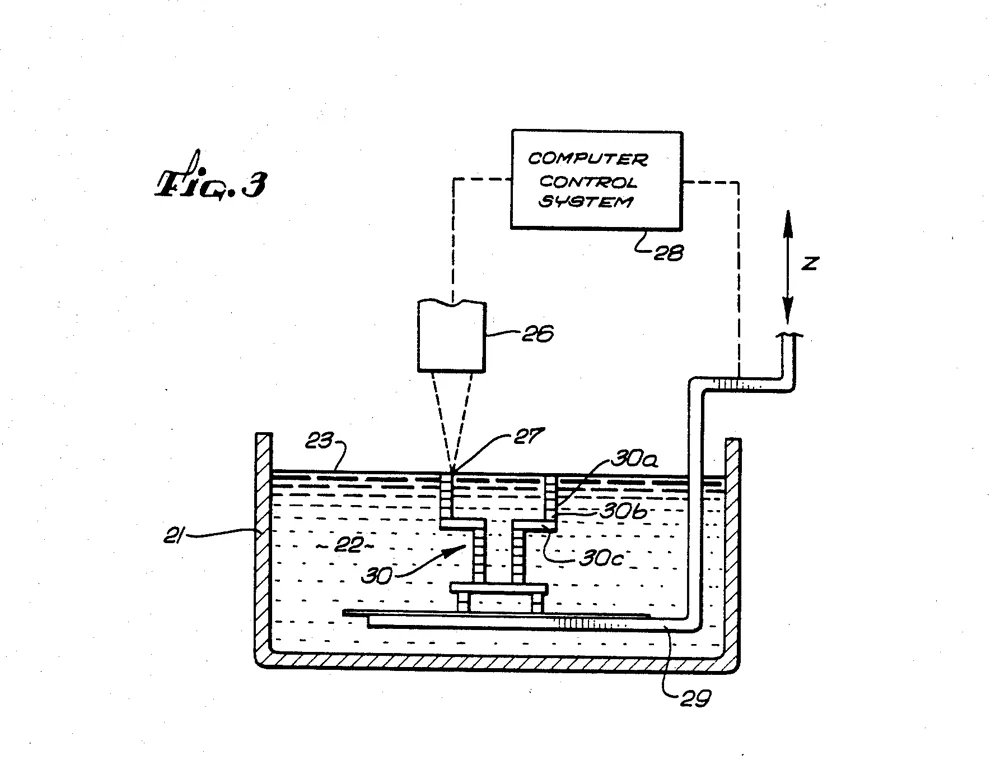 Fig. 3
COMPUTER
CONTROL
SYSTEM
28
Z
26
27
23
30a
30b
21
~22~
30
30c
29